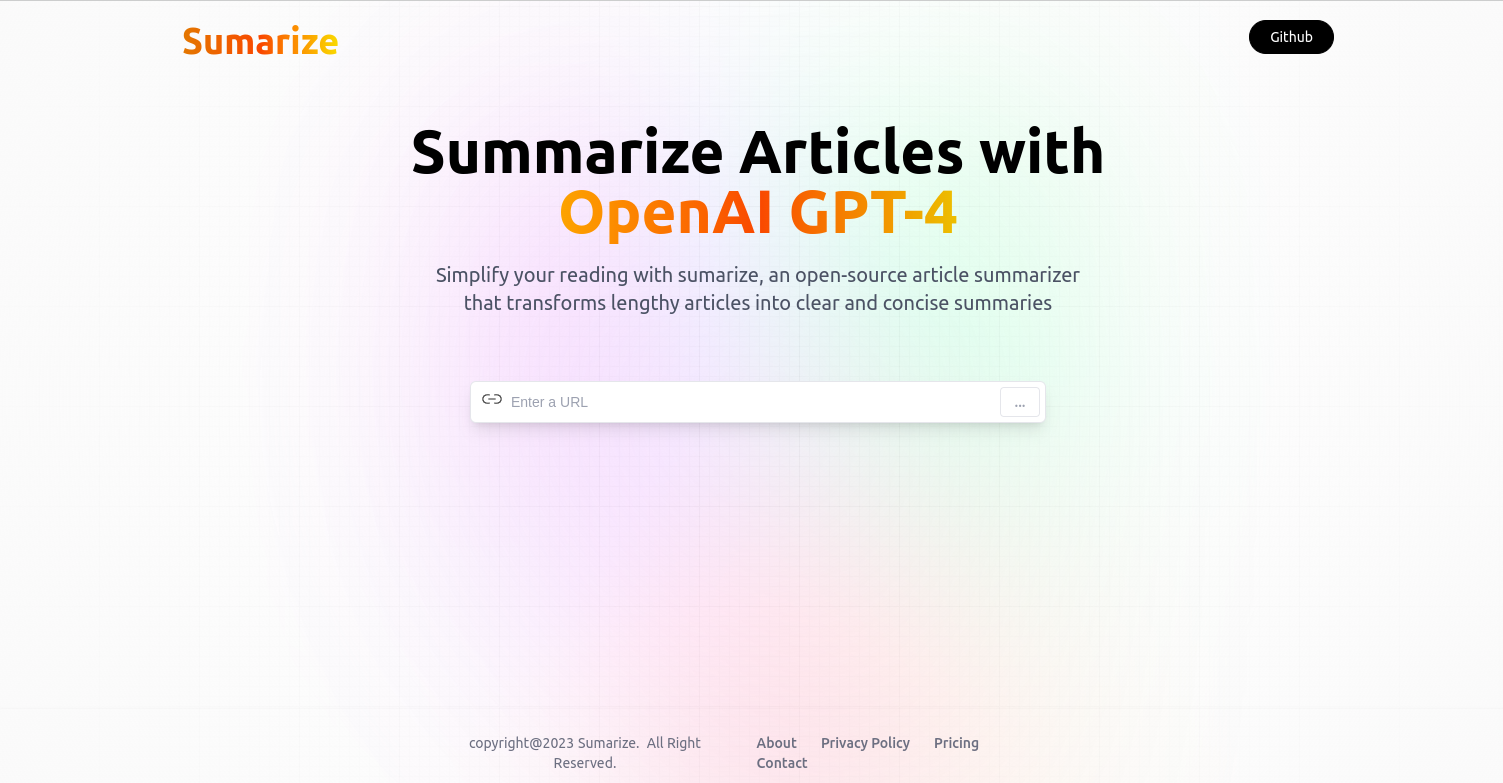 Sumarize
Github
Summarize Articles with
OpenAI GPT-4
Simplify your reading with sumarize, an open-source article summarizer
that transforms lengthy articles into clear and concise summaries
Enter a URL
...
copyright@2023 Sumarize. All Right
Reserved.
About Privacy Policy Pricing
Contact